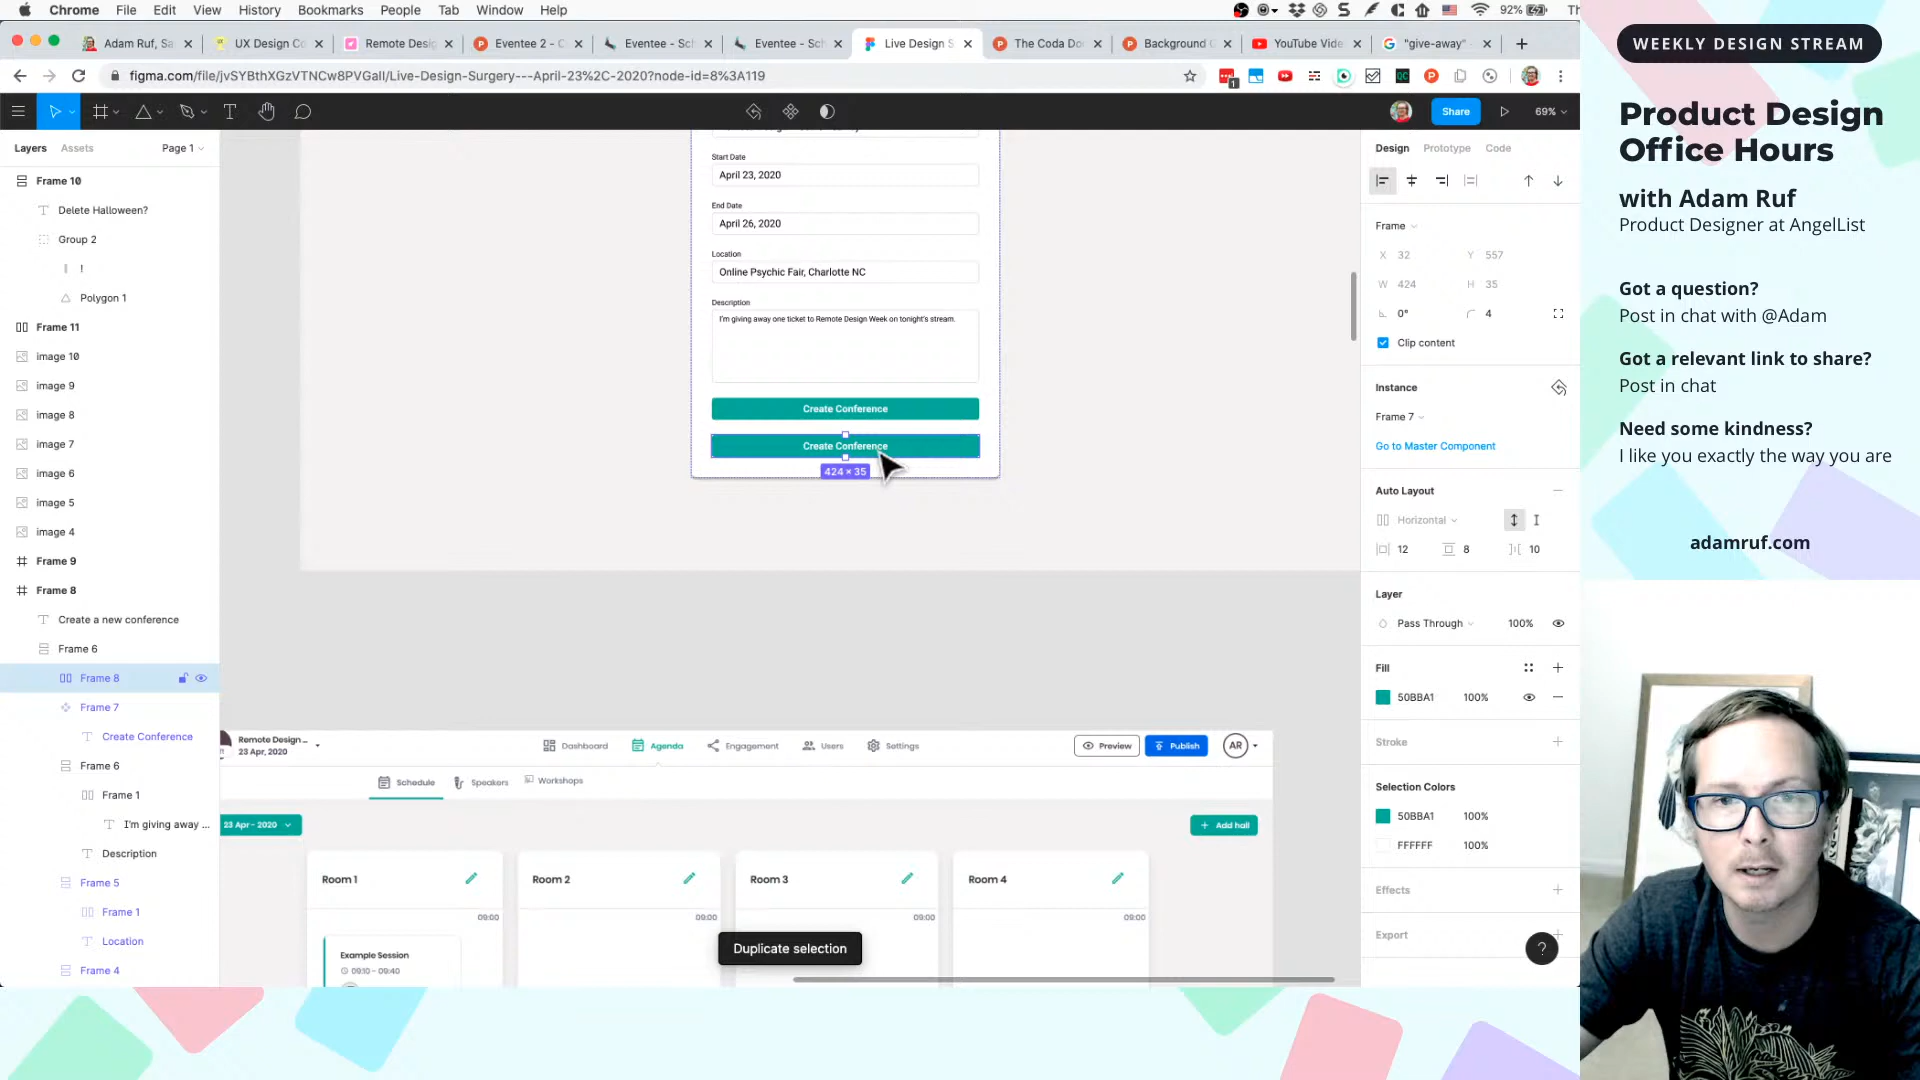 Chrome File Edit View History Bookmarks People Tab Window Help 92%
Adam Ruf, Sa UX Design Co Remote Desig Eventee 2 - C Eventee - Sch Eventee - Sch Live Design S The Coda Do Background C YouTube Vide "give-away"
figma.com/file/jvSYBthXGzVTNCw8PVGaII/Live-Design-Surgery---April-23%2C-2020?node-id=8%3A119
Share 69%
Layers Assets Page 1
Frame 10
Delete Halloween?
Group 2
!
Polygon 1
Frame 11
image 10
image 9
image 8
image 7
image 6
image 5
image 4
Frame 9
Frame 8
Create a new conference
Frame 6
Frame 8
Frame 7
Create Conference
Frame 6
Frame 1
I'm giving away ...
Description
Frame 5
Frame 1
Location
Frame 4
Start Date
April 23, 2020
End Date
April 26, 2020
Location
Online Psychic Fair, Charlotte NC
Description
I'm giving away one ticket to Remote Design Week on tonight's stream.
Create Conference
Create Conference
424 × 35
Remote Design...
23 Apr, 2020
Dashboard Agenda Engagement Users Settings
Preview Publish AR
Schedule Speakers Workshops
23 Apr - 2020
+ Add hall
Room 1 Room 2 Room 3 Room 4
09:00 09:00 09:00 09:00
Example Session
09:10 - 09:40
Duplicate selection
Design Prototype Code
Frame
X 32 Y 557
W 424 H 35
0° 4
Clip content
Instance
Frame 7
Go to Master Component
Auto Layout
Horizontal
12 8 10
Layer
Pass Through 100%
Fill
50BBA1 100%
Stroke
Selection Colors
50BBA1 100%
FFFFFF 100%
Effects
Export
?
WEEKLY DESIGN STREAM
Product Design
Office Hours
with Adam Ruf
Product Designer at AngelList
Got a question?
Post in chat with @Adam
Got a relevant link to share?
Post in chat
Need some kindness?
I like you exactly the way you are
adamruf.com